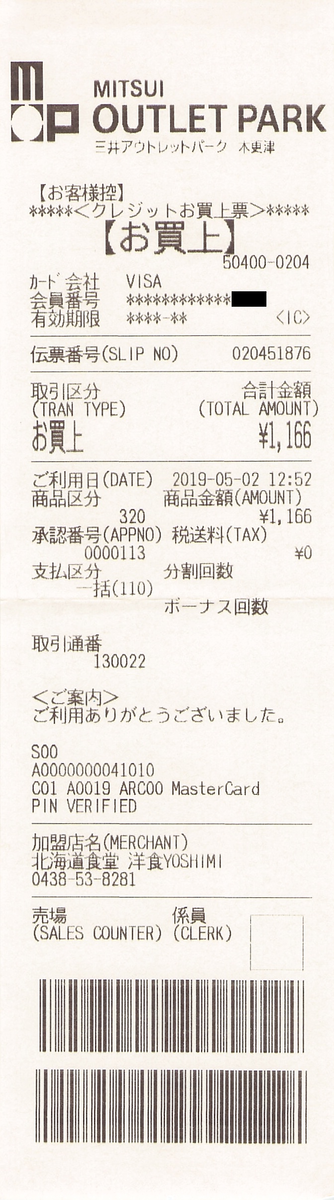 MITSUI
OUTLET PARK
三井アウトレットパーク 木更津
【お客様控】
*****<クレジットお買上票>*****
【お買上】
50400-0204
カード会社 VISA
会員番号 ************
有効期限 ****-** <IC>
伝票番号(SLIP NO) 020451876
取引区分 合計金額
(TRAN TYPE) (TOTAL AMOUNT)
お買上 ¥1,166
ご利用日(DATE) 2019-05-02 12:52
商品区分 商品金額(AMOUNT)
320 ¥1,166
承認番号(APPNO) 税送料(TAX)
0000113 ¥0
支払区分 分割回数
一括(110)
ボーナス回数
取引通番
130022
<ご案内>
ご利用ありがとうございました。
S00
A0000000041010
C01 A0019 ARC00 MasterCard
PIN VERIFIED
加盟店名(MERCHANT)
北海道食堂 洋食YOSHIMI
0438-53-8281
売場 係員
(SALES COUNTER) (CLERK)